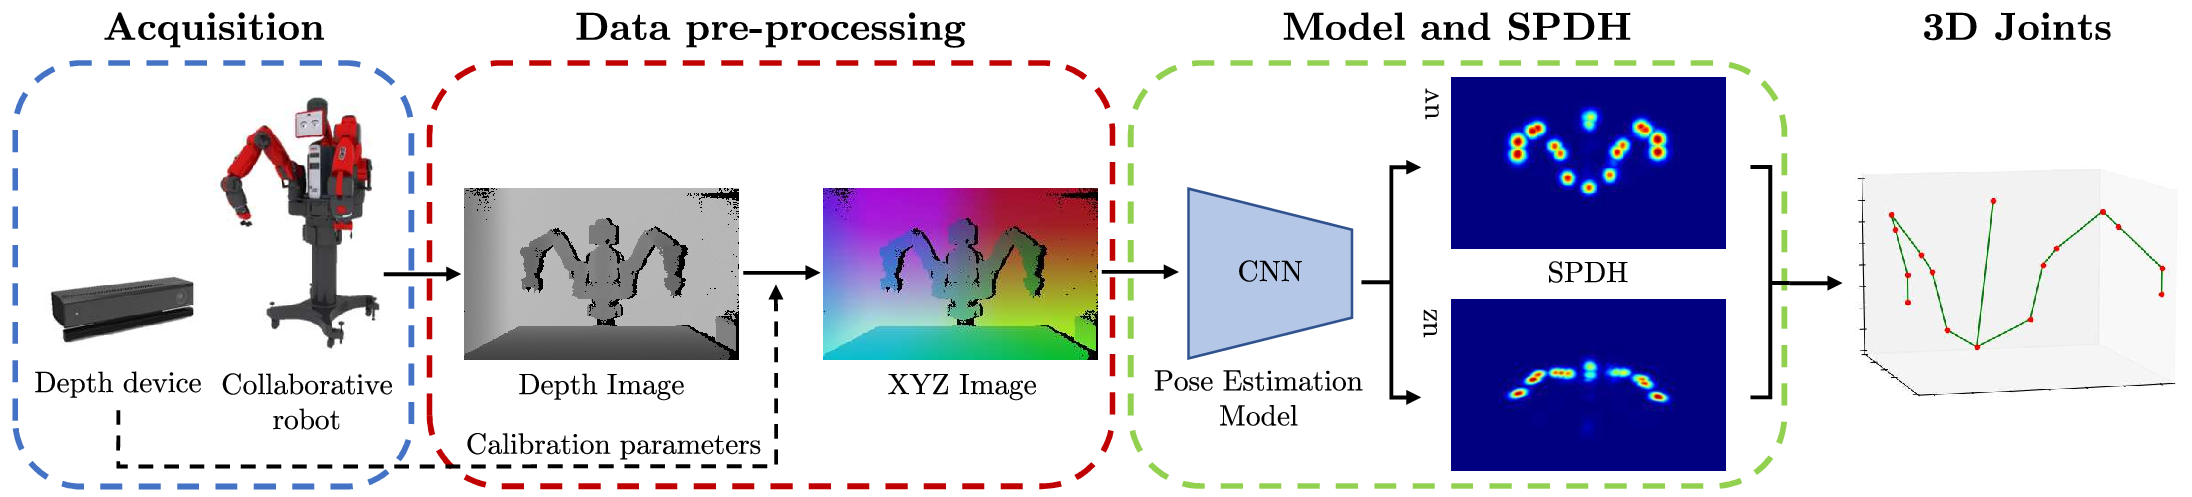 Acquisition
Data pre-processing
Model and SPDH
3D Joints
Depth device
Collaborative
robot
Depth Image
XYZ Image
Calibration parameters
CNN
Pose Estimation
Model
uv
SPDH
uz